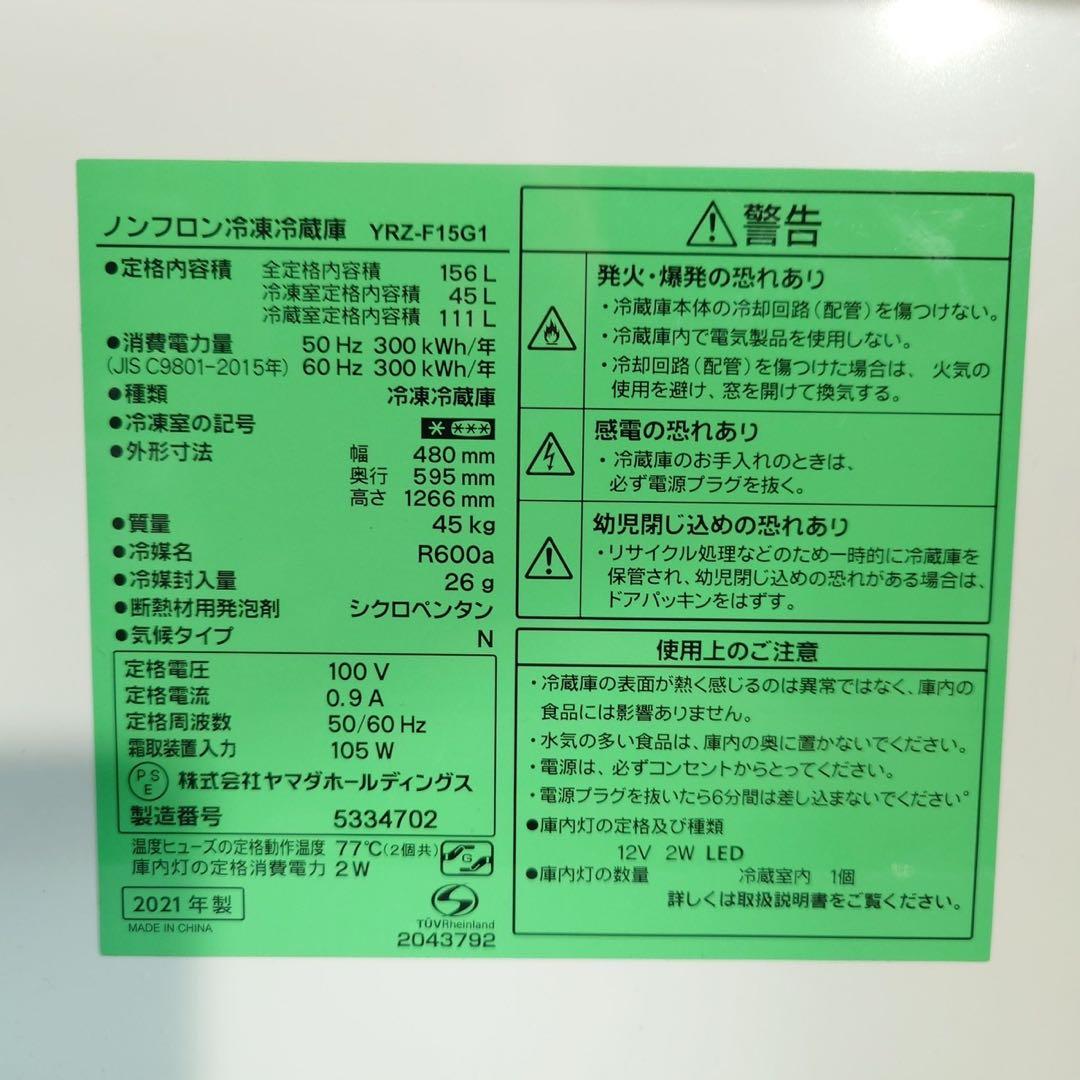 ノンフロン冷凍冷蔵庫 YRZ-F15G1
●定格内容積 全定格内容積 156 L
冷凍室定格内容積 45 L
冷蔵室定格内容積 111 L
●消費電力量 50 Hz 300 kWh/年
(JIS C9801-2015年) 60 Hz 300 kWh/年
●種類 冷凍冷蔵庫
●冷凍室の記号 * ***
●外形寸法 幅 480 mm
奥行 595 mm
高さ 1266 mm
●質量 45 kg
●冷媒名 R600a
●冷媒封入量 26 g
●断熱材用発泡剤 シクロペンタン
●気候タイプ N
定格電圧 100 V
定格電流 0.9 A
定格周波数 50/60 Hz
霜取装置入力 105 W
PSE 株式会社ヤマダホールディングス
製造番号 5334702
温度ヒューズの定格動作温度 77℃(2個共)
庫内灯の定格消費電力 2 W
G
2021 年製
MADE IN CHINA
TÜVRheinland
2043792
警告
発火・爆発の恐れあり
・冷蔵庫本体の冷却回路(配管)を傷つけない。
・冷蔵庫内で電気製品を使用しない。
・冷却回路(配管)を傷つけた場合は、火気の
使用を避け、窓を開けて換気する。
感電の恐れあり
・冷蔵庫のお手入れのときは、
必ず電源プラグを抜く。
幼児閉じ込めの恐れあり
・リサイクル処理などのため一時的に冷蔵庫を
保管され、幼児閉じ込めの恐れがある場合は、
ドアパッキンをはずす。
使用上のご注意
・冷蔵庫の表面が熱く感じるのは異常ではなく、庫内の
食品には影響ありません。
・水気の多い食品は、庫内の奥に置かないでください。
・電源は、必ずコンセントからとってください。
・電源プラグを抜いたら6分間は差し込まないでください。
●庫内灯の定格及び種類
12V 2W LED
●庫内灯の数量 冷蔵室内 1個
詳しくは取扱説明書をご覧ください。